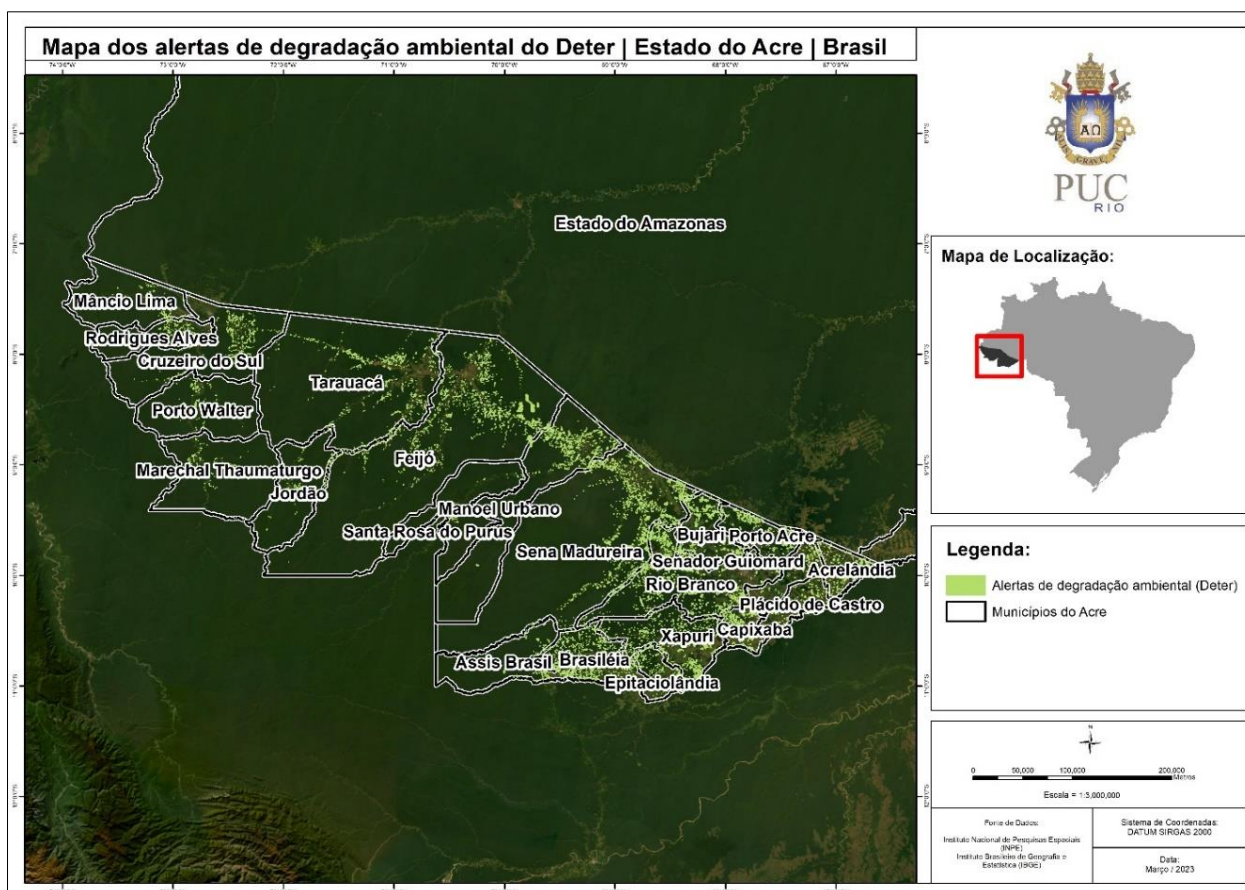 Mapa dos alertas de degradação ambiental do Deter | Estado do Acre | Brasil
Estado do Amazonas
Mâncio Lima
Rodrigues Alves
Cruzeiro do Sul
Tarauacá
Porto Walter
Feijó
Marechal Thaumaturgo
Jordão
Manoel Urbano
Santa Rosa do Purus
Sena Madureira
Bujari
Porto Acre
Senador Guiomard
Acrelândia
Rio Branco
Plácido de Castro
Capixaba
Xapuri
Assis Brasil
Brasiléia
Epitaciolândia
ΑΩ
PUC
RIO
Mapa de Localização:
Legenda:
Alertas de degradação ambiental (Deter)
Municípios do Acre
N
0 50,000 100,000 200,000
Metros
Escala = 1:3,000,000
Fonte de Dados:
Instituto Nacional de Pesquisas Espaciais
(INPE)
Instituto Brasileiro de Geografia e
Estatística (IBGE)
Sistema de Coordenadas:
DATUM SIRGAS 2000
Data:
Março / 2023